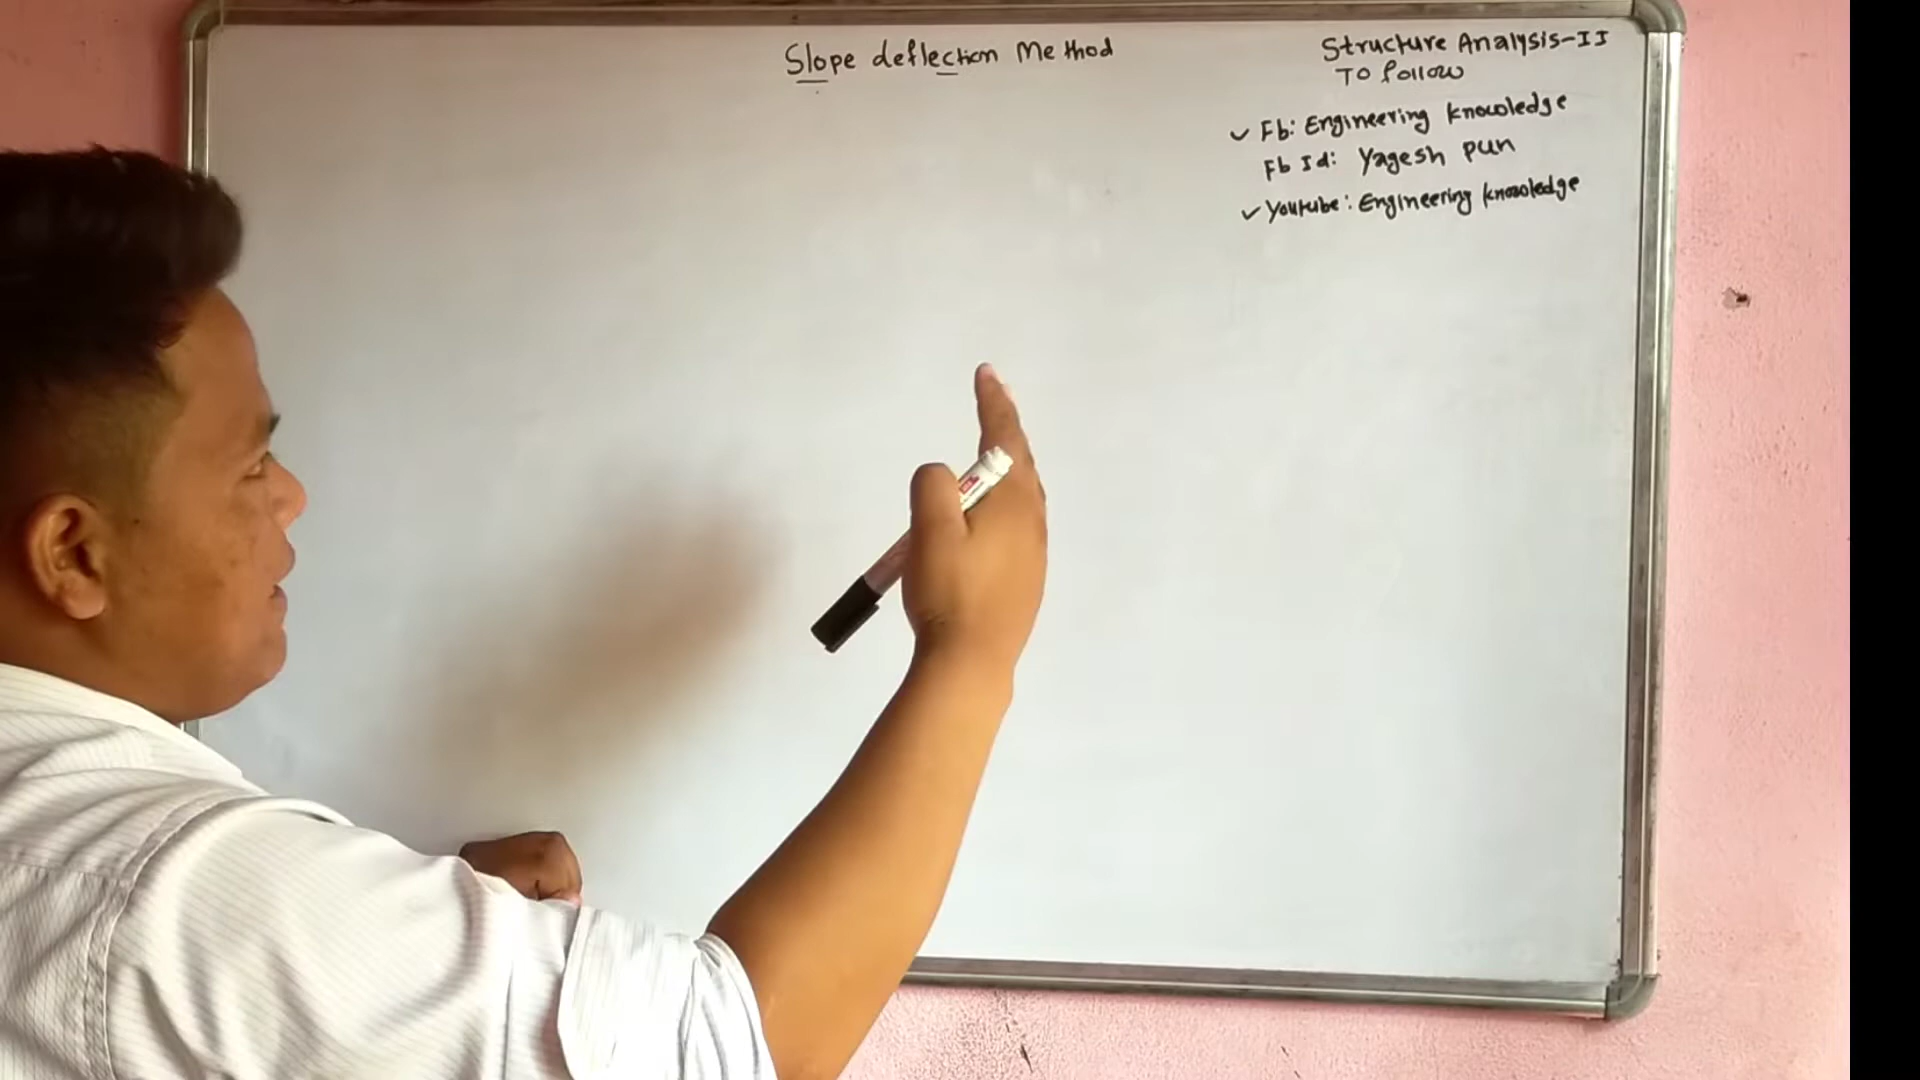 Slope deflection Method
Structure Analysis-II
To follow
✓ Fb: Engineering knowledge
Fb Id: Yagesh pun
✓ Youtube: Engineering knowledge